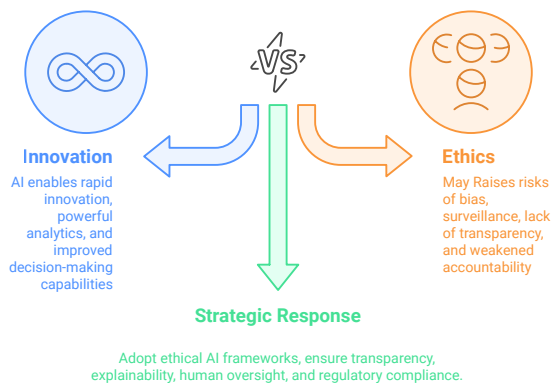 VS
Innovation
AI enables rapid
innovation,
powerful
analytics, and
improved
decision-making
capabilities
Ethics
May Raises risks
of bias,
surveillance, lack
of transparency,
and weakened
accountability
Strategic Response
Adopt ethical AI frameworks, ensure transparency,
explainability, human oversight, and regulatory compliance.